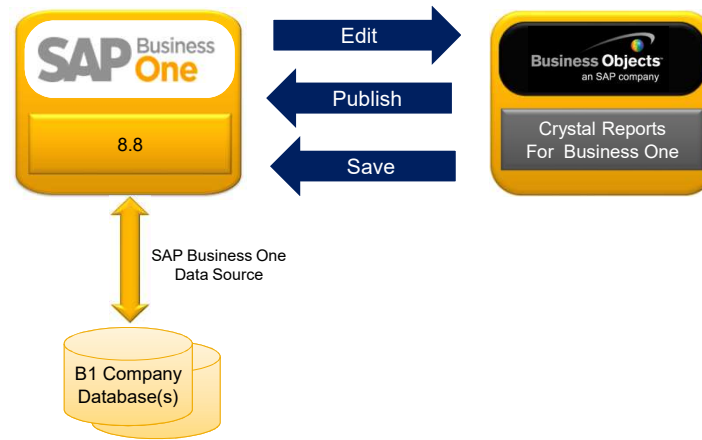 SAP Business
One
8.8
Edit
Publish
Save
Business Objects
an SAP company
Crystal Reports
For Business One
SAP Business One
Data Source
B1 Company
Database(s)